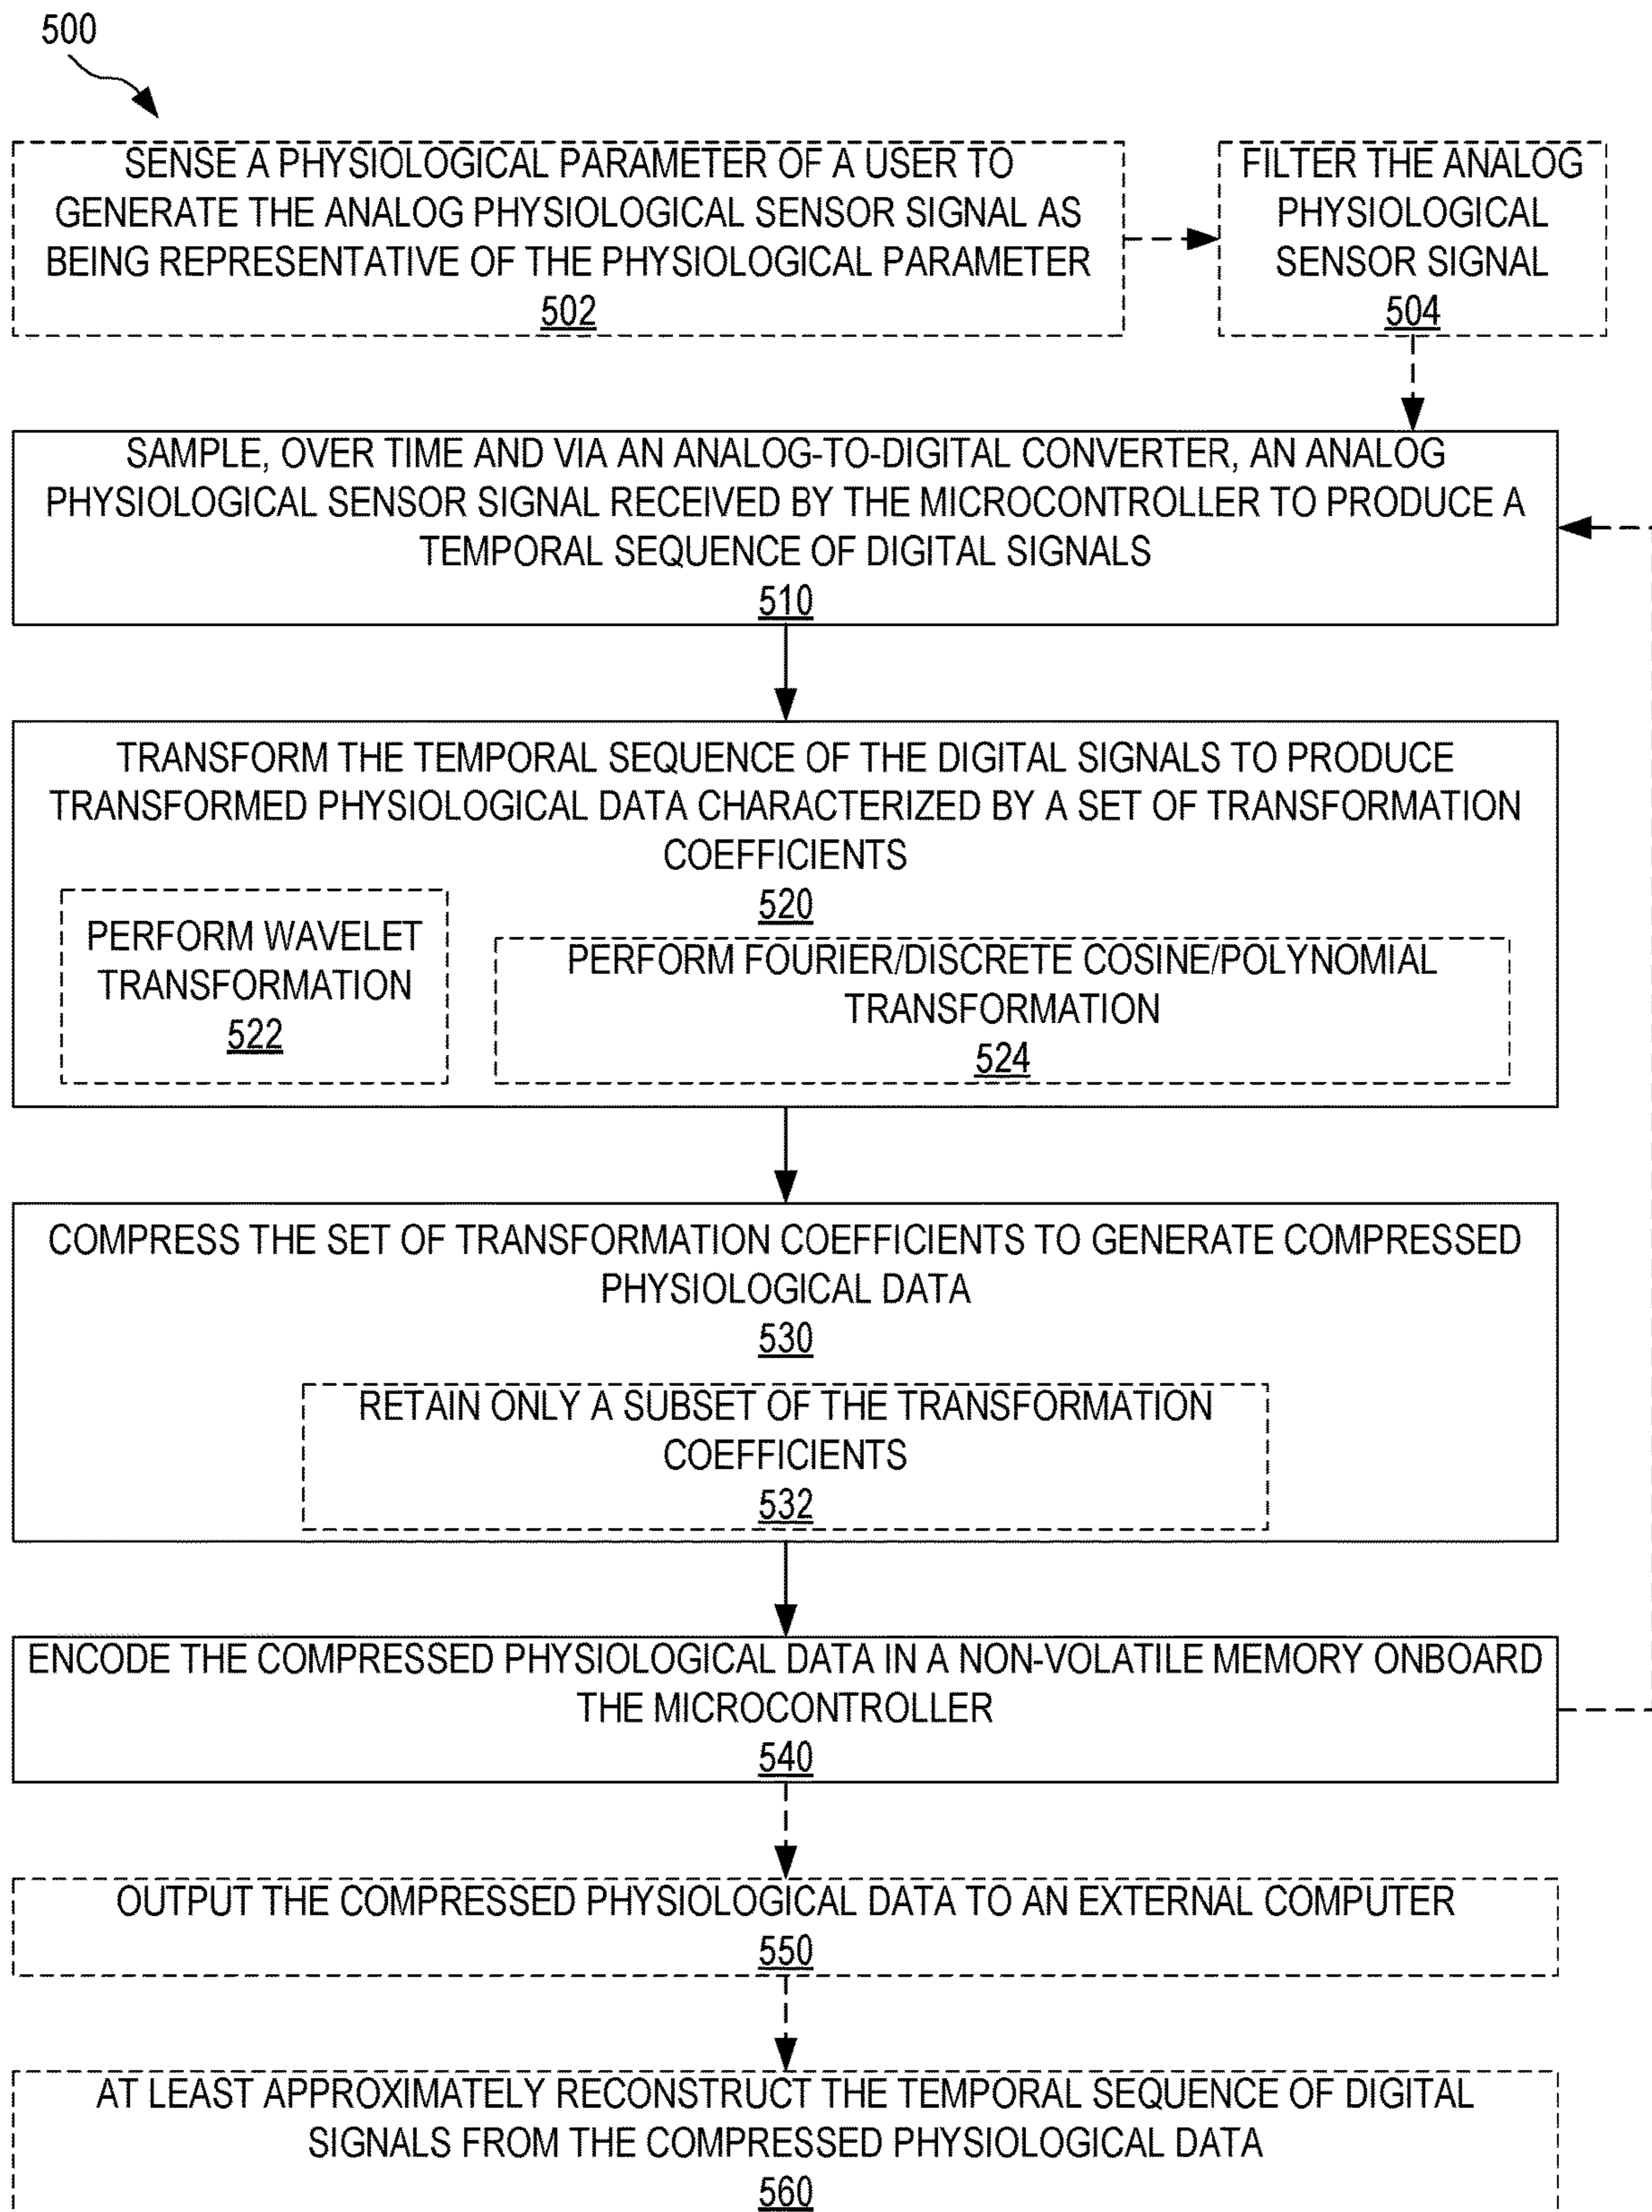 500
SENSE A PHYSIOLOGICAL PARAMETER OF A USER TO
GENERATE THE ANALOG PHYSIOLOGICAL SENSOR SIGNAL AS
BEING REPRESENTATIVE OF THE PHYSIOLOGICAL PARAMETER
502
FILTER THE ANALOG
PHYSIOLOGICAL
SENSOR SIGNAL
504
SAMPLE, OVER TIME AND VIA AN ANALOG-TO-DIGITAL CONVERTER, AN ANALOG
PHYSIOLOGICAL SENSOR SIGNAL RECEIVED BY THE MICROCONTROLLER TO PRODUCE A
TEMPORAL SEQUENCE OF DIGITAL SIGNALS
510
TRANSFORM THE TEMPORAL SEQUENCE OF THE DIGITAL SIGNALS TO PRODUCE
TRANSFORMED PHYSIOLOGICAL DATA CHARACTERIZED BY A SET OF TRANSFORMATION
COEFFICIENTS
520
PERFORM WAVELET
TRANSFORMATION
522
PERFORM FOURIER/DISCRETE COSINE/POLYNOMIAL
TRANSFORMATION
524
COMPRESS THE SET OF TRANSFORMATION COEFFICIENTS TO GENERATE COMPRESSED
PHYSIOLOGICAL DATA
530
RETAIN ONLY A SUBSET OF THE TRANSFORMATION
COEFFICIENTS
532
ENCODE THE COMPRESSED PHYSIOLOGICAL DATA IN A NON-VOLATILE MEMORY ONBOARD
THE MICROCONTROLLER
540
OUTPUT THE COMPRESSED PHYSIOLOGICAL DATA TO AN EXTERNAL COMPUTER
550
AT LEAST APPROXIMATELY RECONSTRUCT THE TEMPORAL SEQUENCE OF DIGITAL
SIGNALS FROM THE COMPRESSED PHYSIOLOGICAL DATA
560